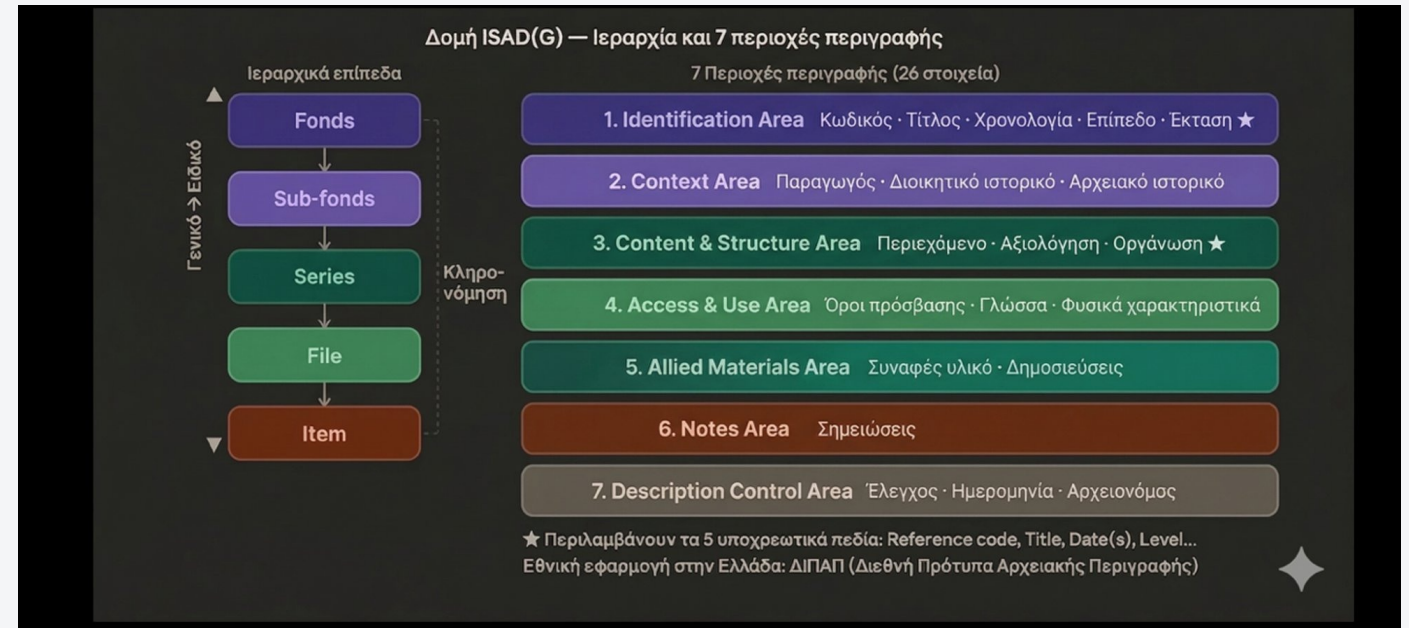 Δομή ISAD(G) — Ιεραρχία και 7 περιοχές περιγραφής
Ιεραρχικά επίπεδα
Γενικό → Ειδικό
Fonds
Sub-fonds
Series
File
Item
Κληρο-
νόμηση
7 Περιοχές περιγραφής (26 στοιχεία)
1. Identification Area Κωδικός · Τίτλος · Χρονολογία · Επίπεδο · Έκταση ★
2. Context Area Παραγωγός · Διοικητικό ιστορικό · Αρχειακό ιστορικό
3. Content & Structure Area Περιεχάμενο · Αξιολόγηση · Οργάνωση ★
4. Access & Use Area Όροι πρόσβασης · Γλώσσα · Φυσικά χαρακτηριστικά
5. Allied Materials Area Συναφές υλικό · Δημοσιεύσεις
6. Notes Area Σημειώσεις
7. Description Control Area Έλεγχος · Ημερομηνία · Αρχειονόμος
★ Περιλαμβάνουν τα 5 υποχρεωτικά πεδία: Reference code, Title, Date(s), Level...
Εθνική εφαρμογή στην Ελλάδα: ΔΙΠΑΠ (Διεθνή Πρότυπα Αρχειακής Περιγραφής)